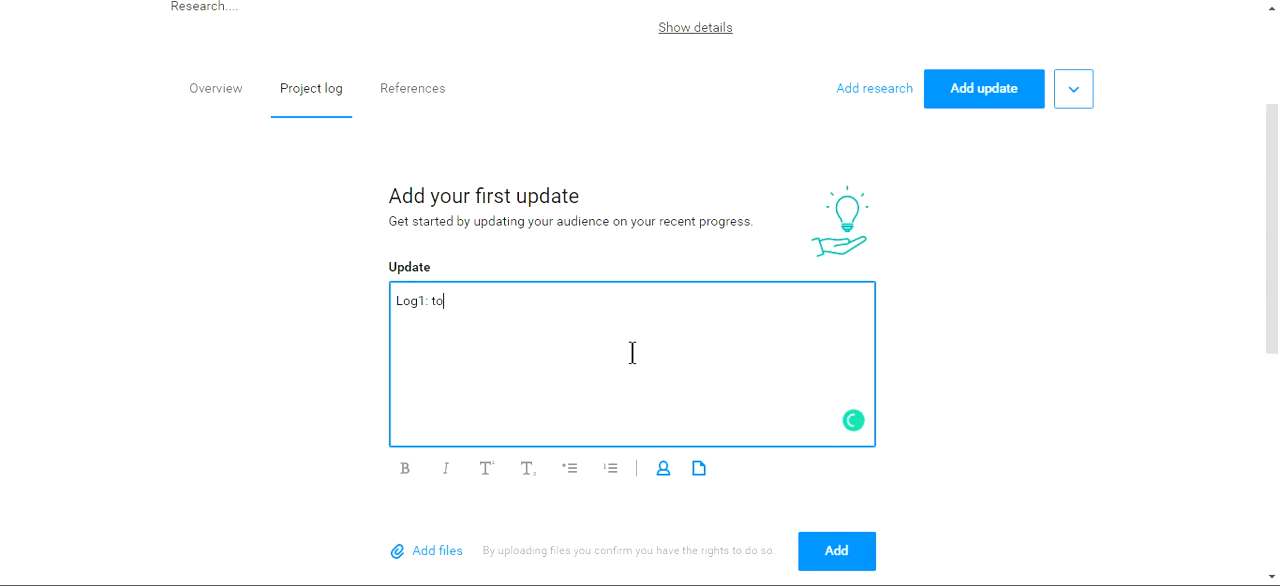 Research....
Show details
Overview Project log References Add research Add update
Add your first update
Get started by updating your audience on your recent progress.
Update
Log1: to
B I T² T₂
Add files By uploading files you confirm you have the rights to do so. Add